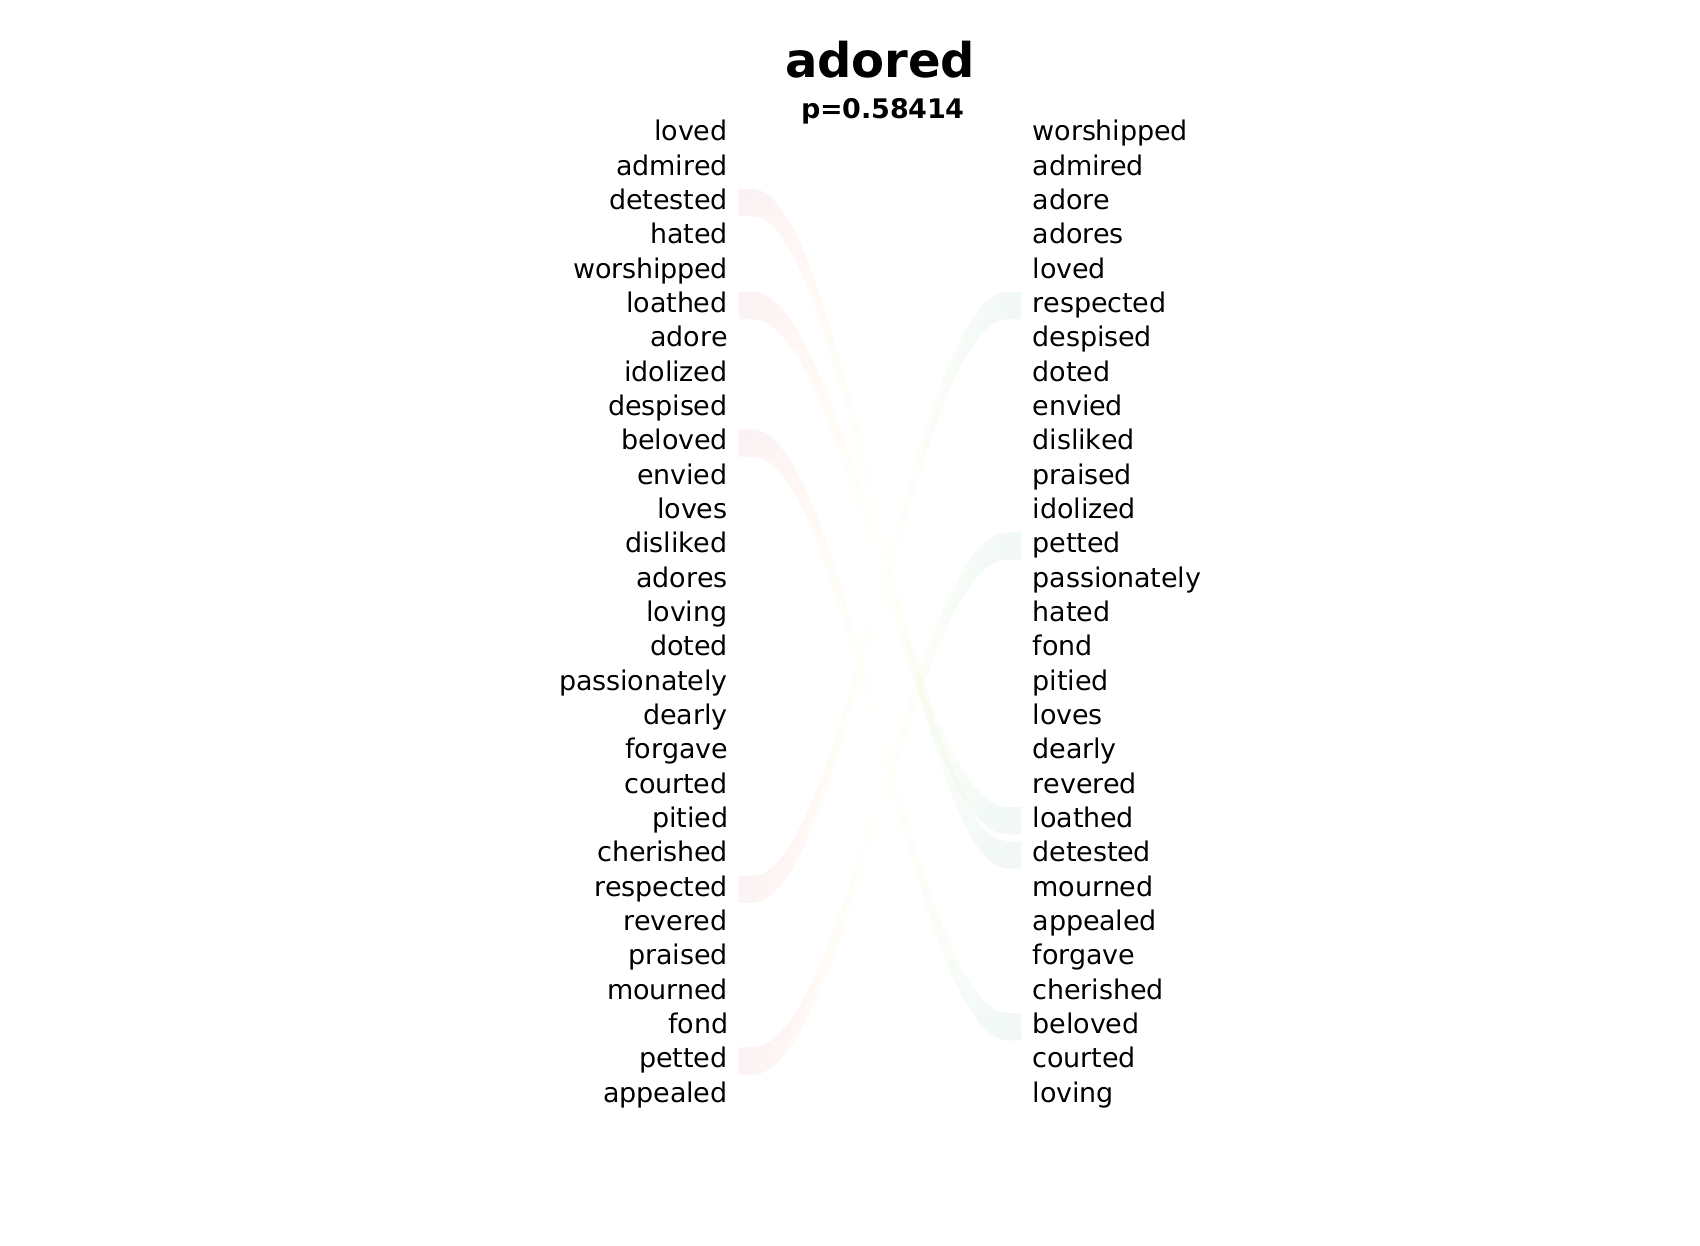 adored
p=0.58414
loved worshipped
admired admired
detested adore
hated adores
worshipped loved
loathed respected
adore despised
idolized doted
despised envied
beloved disliked
envied praised
loves idolized
disliked petted
adores passionately
loving hated
doted fond
passionately pitied
dearly loves
forgave dearly
courted revered
pitied loathed
cherished detested
respected mourned
revered appealed
praised forgave
mourned cherished
fond beloved
petted courted
appealed loving